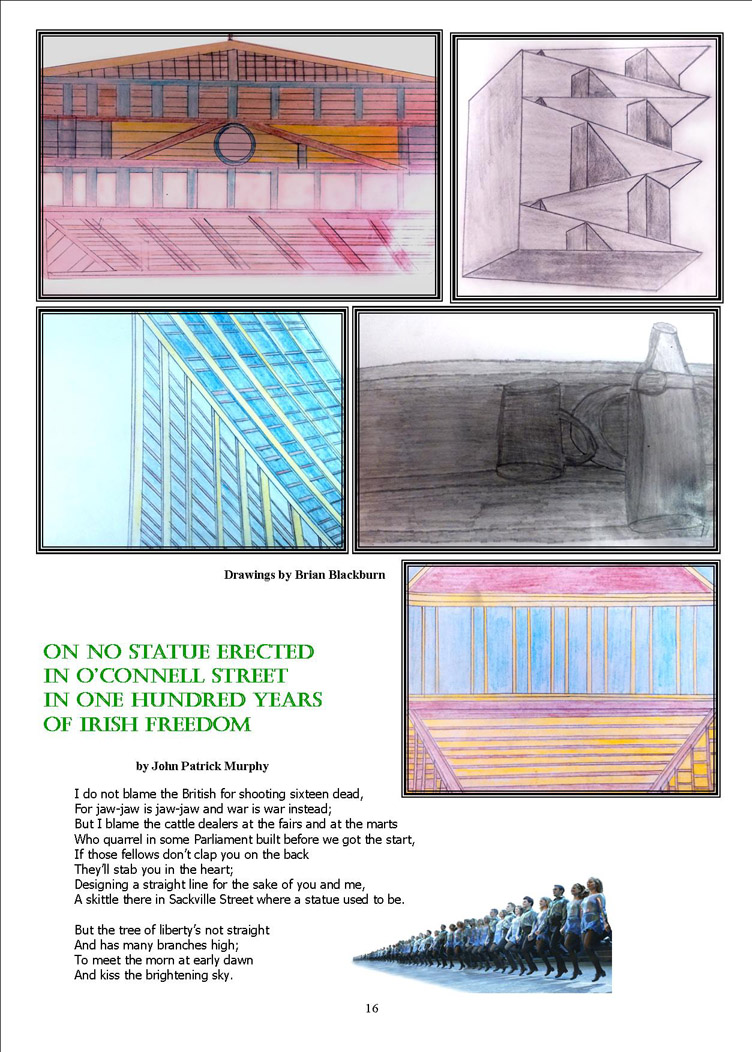 Drawings by Brian Blackburn
ON NO STATUE ERECTED
IN O'CONNELL STREET
IN ONE HUNDRED YEARS
OF IRISH FREEDOM
by John Patrick Murphy
I do not blame the British for shooting sixteen dead,
For jaw-jaw is jaw-jaw and war is war instead;
But I blame the cattle dealers at the fairs and at the marts
Who quarrel in some Parliament built before we got the start,
If those fellows don't clap you on the back
They'll stab you in the heart;
Designing a straight line for the sake of you and me,
A skittle there in Sackville Street where a statue used to be.
But the tree of liberty's not straight
And has many branches high;
To meet the morn at early dawn
And kiss the brightening sky.
16